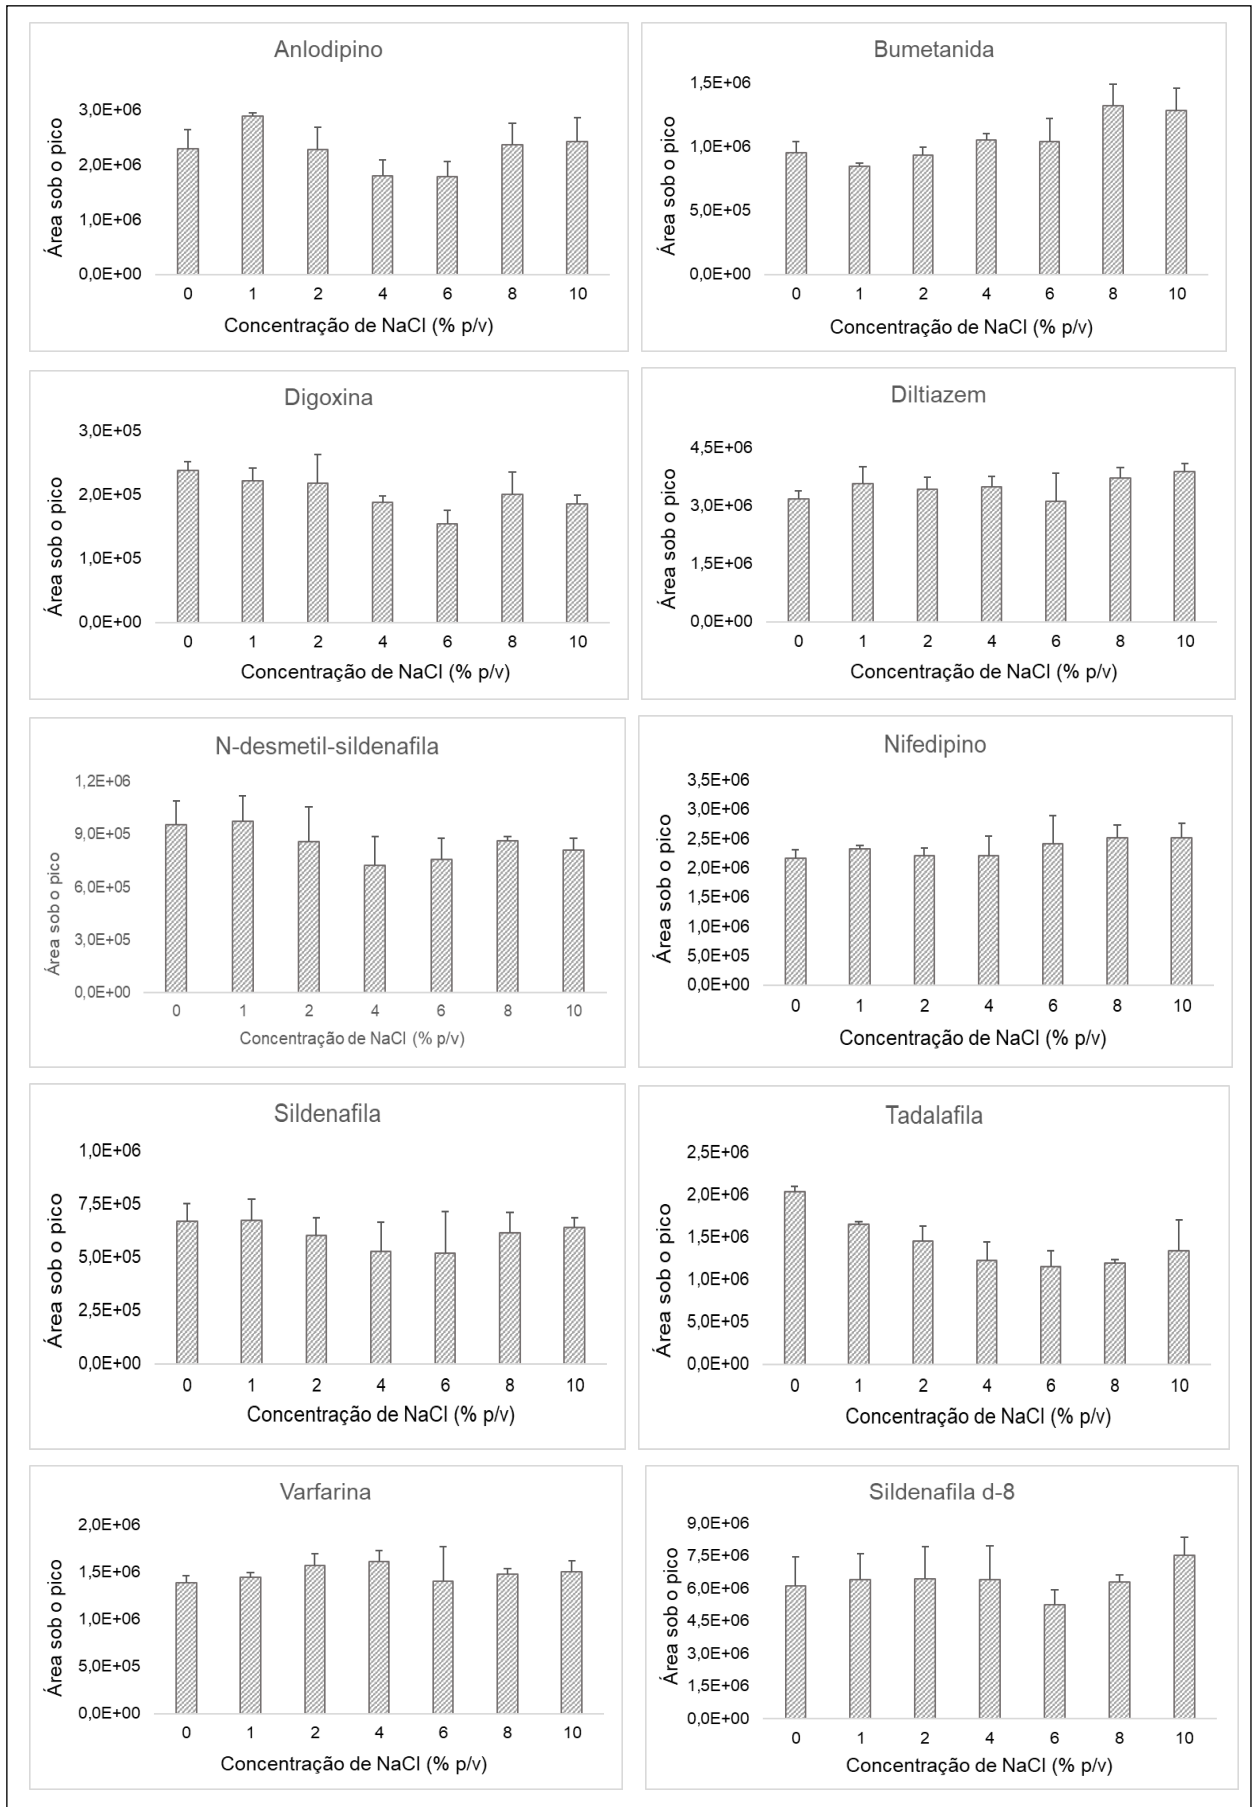 Anlodipino
Área sob o pico
3,0E+06
2,0E+06
1,0E+06
0,0E+00
0 1 2 4 6 8 10
Concentração de NaCl (% p/v)
Bumetanida
Área sob o pico
1,5E+06
1,0E+06
5,0E+05
0,0E+00
0 1 2 4 6 8 10
Concentração de NaCl (% p/v)
Digoxina
Área sob o pico
3,0E+05
2,0E+05
1,0E+05
0,0E+00
0 1 2 4 6 8 10
Concentração de NaCl (% p/v)
Diltiazem
Área sob o pico
4,5E+06
3,0E+06
1,5E+06
0,0E+00
0 1 2 4 6 8 10
Concentração de NaCl (% p/v)
N-desmetil-sildenafila
Área sob o pico
1,2E+06
9,0E+05
6,0E+05
3,0E+05
0,0E+00
0 1 2 4 6 8 10
Concentração de NaCl (% p/v)
Nifedipino
Área sob o pico
3,5E+06
3,0E+06
2,5E+06
2,0E+06
1,5E+06
1,0E+06
5,0E+05
0,0E+00
0 1 2 4 6 8 10
Concentração de NaCl (% p/v)
Sildenafila
Área sob o pico
1,0E+06
7,5E+05
5,0E+05
2,5E+05
0,0E+00
0 1 2 4 6 8 10
Concentração de NaCl (% p/v)
Tadalafila
Área sob o pico
2,5E+06
2,0E+06
1,5E+06
1,0E+06
5,0E+05
0,0E+00
0 1 2 4 6 8 10
Concentração de NaCl (% p/v)
Varfarina
Área sob o pico
2,0E+06
1,5E+06
1,0E+06
5,0E+05
0,0E+00
0 1 2 4 6 8 10
Concentração de NaCl (% p/v)
Sildenafila d-8
Área sob o pico
9,0E+06
7,5E+06
6,0E+06
4,5E+06
3,0E+06
1,5E+06
0,0E+00
0 1 2 4 6 8 10
Concentração de NaCl (% p/v)